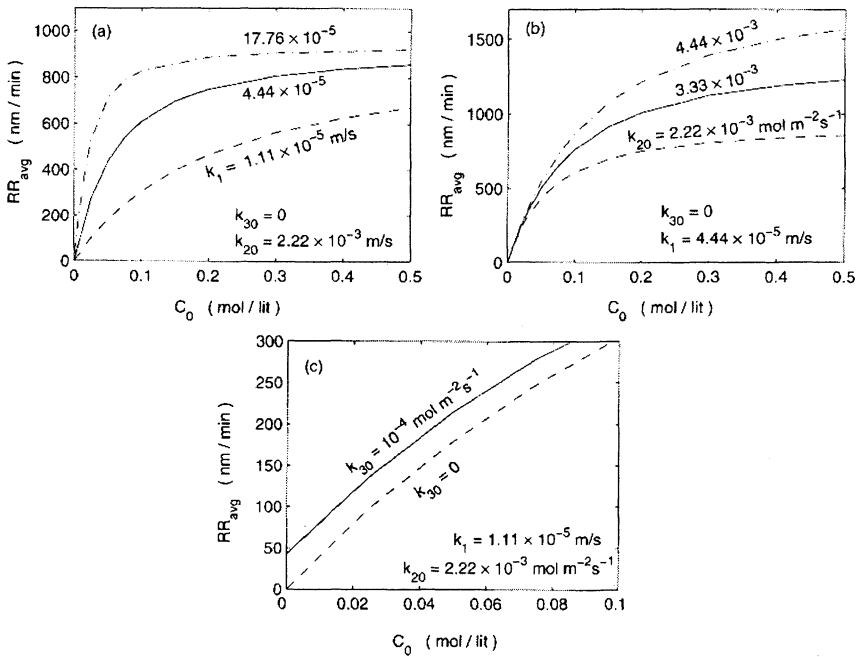 (a)
RR_avg ( nm / min )
1000
800
600
400
200
0
17.76 × 10^-5
4.44 × 10^-5
k_1 = 1.11 × 10^-5 m/s
k_30 = 0
k_20 = 2.22 × 10^-3 m/s
0 0.1 0.2 0.3 0.4 0.5
C_0 ( mol / lit )
(b)
RR_avg ( nm / min )
1500
1000
500
0
4.44 × 10^-3
3.33 × 10^-3
k_20 = 2.22 × 10^-3 mol m^-2 s^-1
k_30 = 0
k_1 = 4.44 × 10^-5 m/s
0 0.1 0.2 0.3 0.4 0.5
C_0 ( mol / lit )
(c)
RR_avg ( nm / min )
300
250
200
150
100
50
0
k_30 = 10^-4 mol m^-2 s^-1
k_30 = 0
k_1 = 1.11 × 10^-5 m/s
k_20 = 2.22 × 10^-3 mol m^-2 s^-1
0 0.02 0.04 0.06 0.08 0.1
C_0 ( mol / lit )